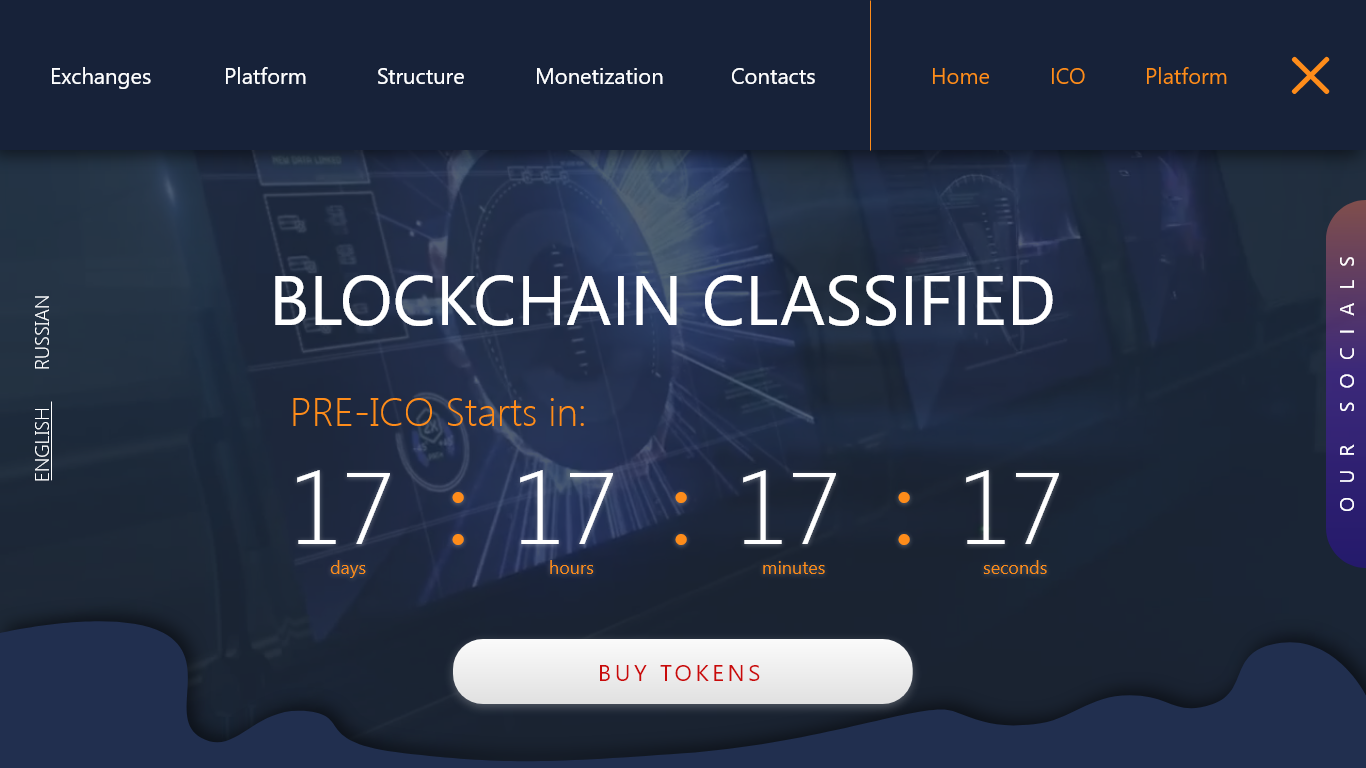 Exchanges Platform Structure Monetization Contacts Home ICO Platform
BLOCKCHAIN CLASSIFIED
RUSSIAN
ENGLISH
OUR SOCIALS
PRE-ICO Starts in:
17 : 17 : 17 : 17
days hours minutes seconds
BUY TOKENS